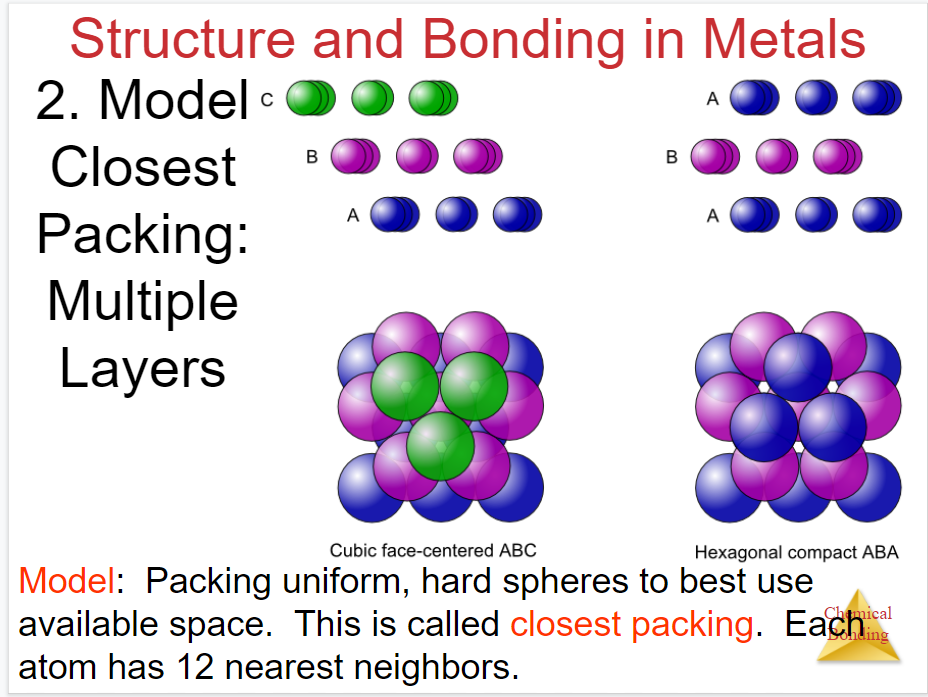 Structure and Bonding in Metals
2. Model
Closest
Packing:
Multiple
Layers
C
B
A
A
B
A
Cubic face-centered ABC
Hexagonal compact ABA
Model:  Packing uniform, hard spheres to best use
available space.  This is called closest packing.  Each
atom has 12 nearest neighbors.
Chemical
Bonding